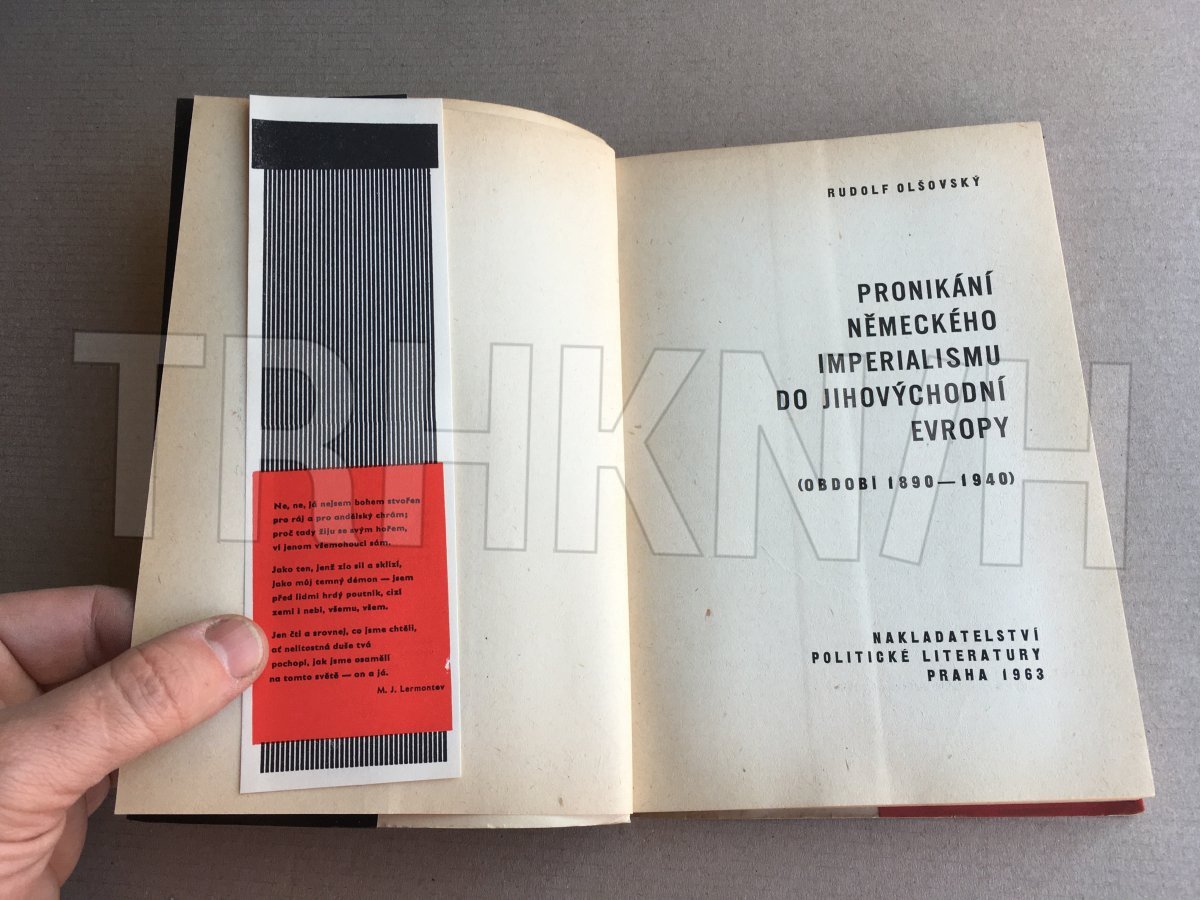 Ne, ne, já nejsem bohem stvořen
pro ráj a pro andělský chrám;
proč tady žiju se svým hořem,
ví jenom všemohoucí sám.
Jako ten, jenž zlo sil a sklízí,
jako můj temný démon — jsem
před lidmi hrdý poutník, cizí
zemi i nebi, všemu, všem.
Jen čti a srovnej, co jsme chtěli,
ať nelítostná duše tvá
pochopí, jak jsme osaměli
na tomto světě — on a já.
M. J. Lermontov
RUDOLF OLŠOVSKÝ
PRONIKÁNÍ
NĚMECKÉHO
IMPERIALISMU
DO JIHOVÝCHODNÍ
EVROPY
(OBDOBÍ 1890—1940)
NAKLADATELSTVÍ
POLITICKÉ LITERATURY
PRAHA 1963
TRHKNIH